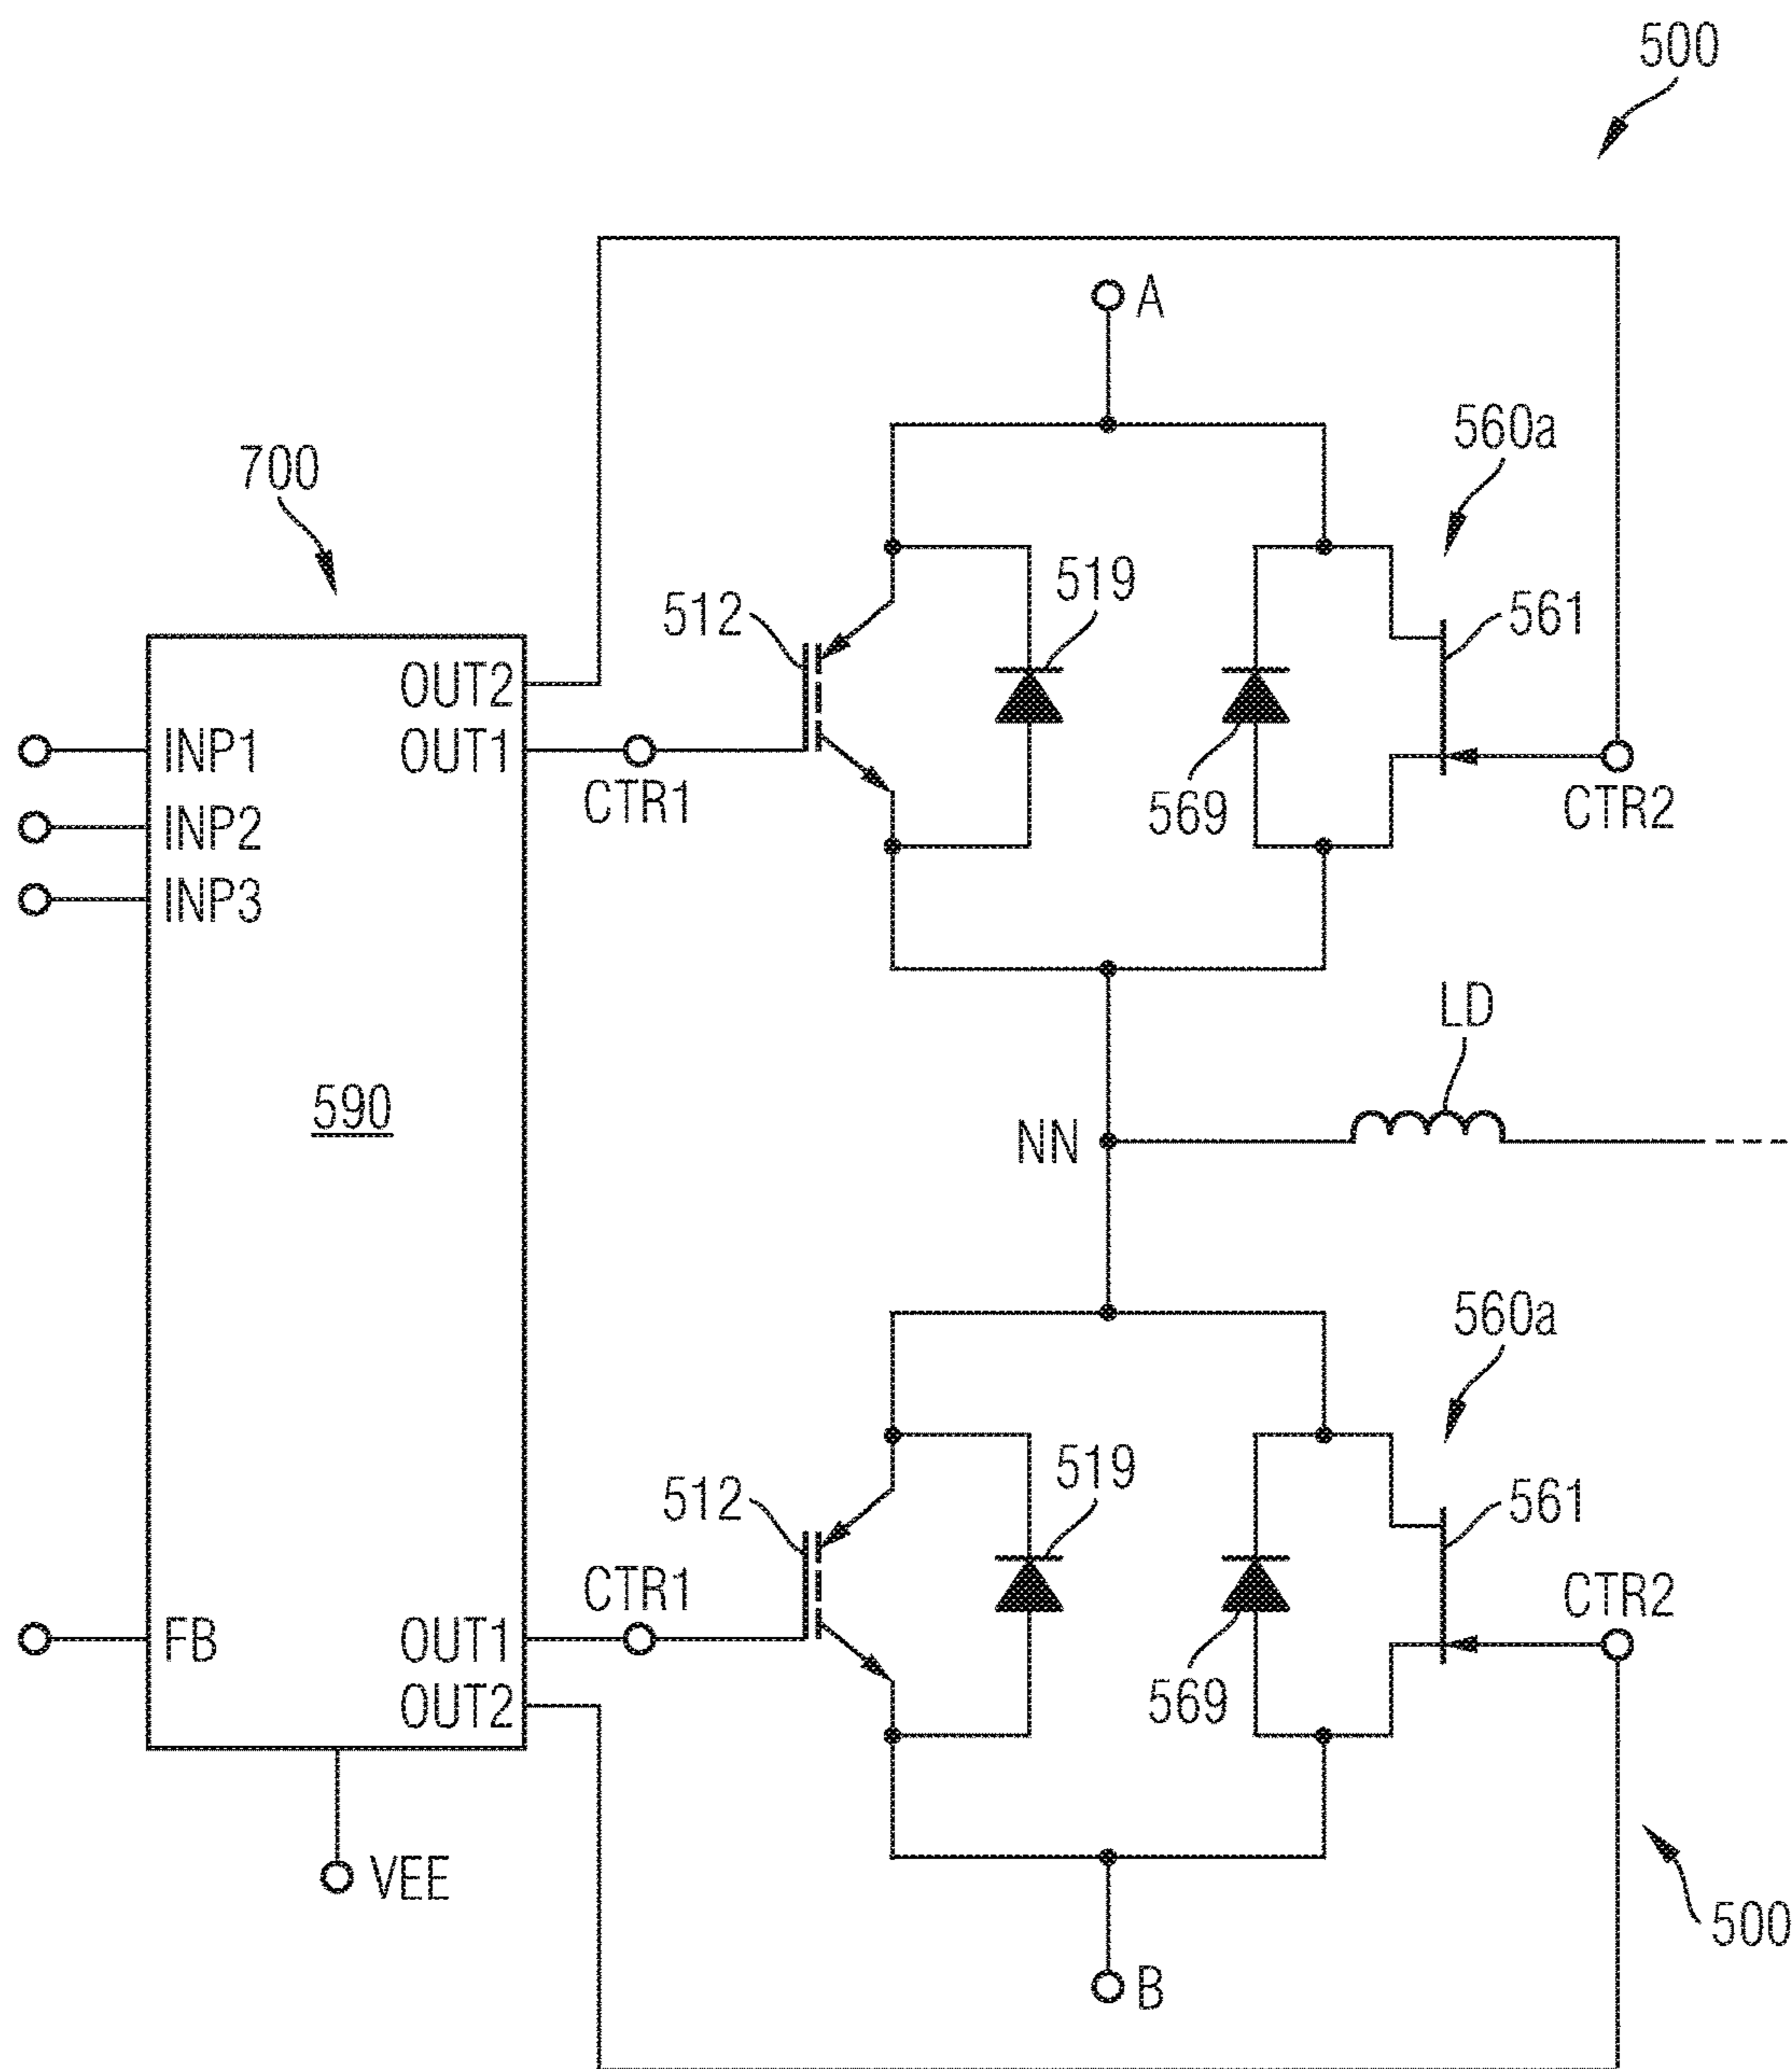 500
A
560a
700
512
519
561
OUT2
INP1
OUT1
CTR1
569
CTR2
INP2
INP3
LD
590
NN
560a
512
519
561
CTR1
CTR2
FB
OUT1
569
OUT2
VEE
500
B